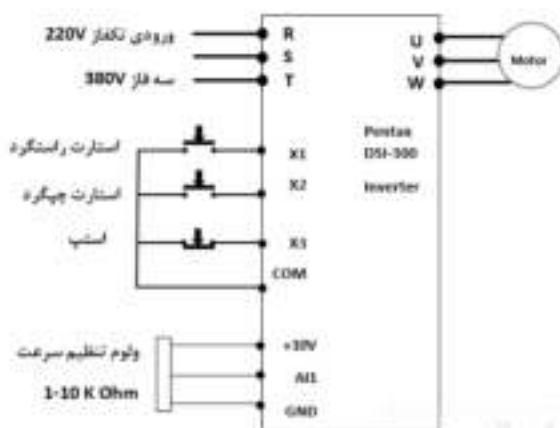 ورودی تکفاز 220V
سه فاز 380V
R
S
T
U
V
W
Motor
استارت راستگرد
استارت چپگرد
استپ
X1
X2
X3
COM
Pentax
DSI-300
Inverter
ولوم تنظیم سرعت
1-10 K Ohm
+10V
AI1
GND